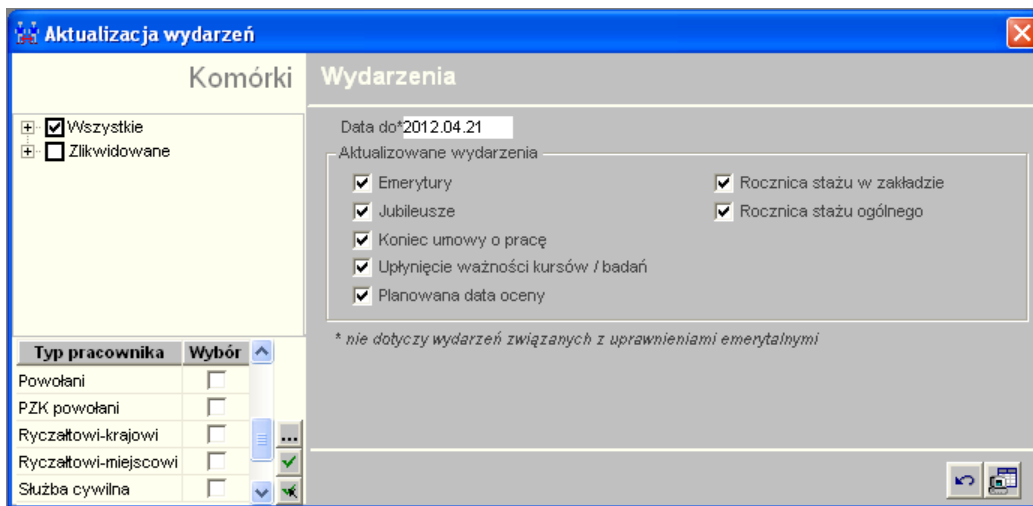 Aktualizacja wydarzeń
Komórki
Wszystkie
Zlikwidowane
Typ pracownika Wybór
Powołani
PZK powołani
Ryczałtowi-krajowi
Ryczałtowi-miejscowi
Służba cywilna
Wydarzenia
Data do*2012.04.21
Aktualizowane wydarzenia
Emerytury Rocznica stażu w zakładzie
Jubileusze Rocznica stażu ogólnego
Koniec umowy o pracę
Upłynięcie ważności kursów / badań
Planowana data oceny
* nie dotyczy wydarzeń związanych z uprawnieniami emerytalnymi
...